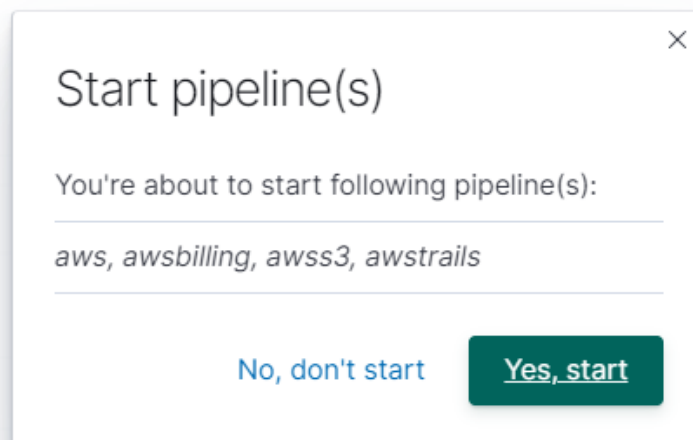 Start pipeline(s)
You're about to start following pipeline(s):
aws, awsbilling, awss3, awstrails
No, don't start
Yes, start